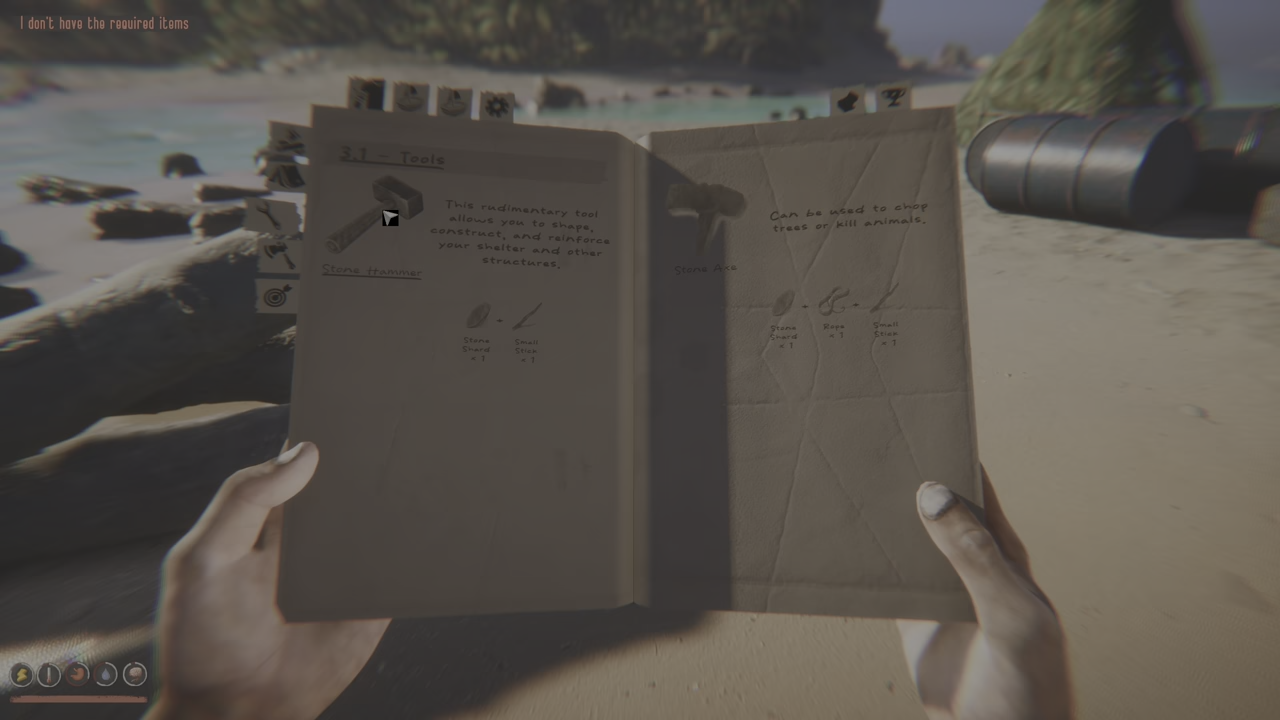 I don't have the required items
3.1 - Tools
This rudimentary tool
allows you to shape,
construct, and reinforce
your shelter and other
structures.
Stone Hammer
Stone
Shard
x 1
Small
Stick
x 1
Can be used to chop
trees or kill animals.
Stone Axe
Stone
Shard
x 1
Rope
x 1
Small
Stick
x 1